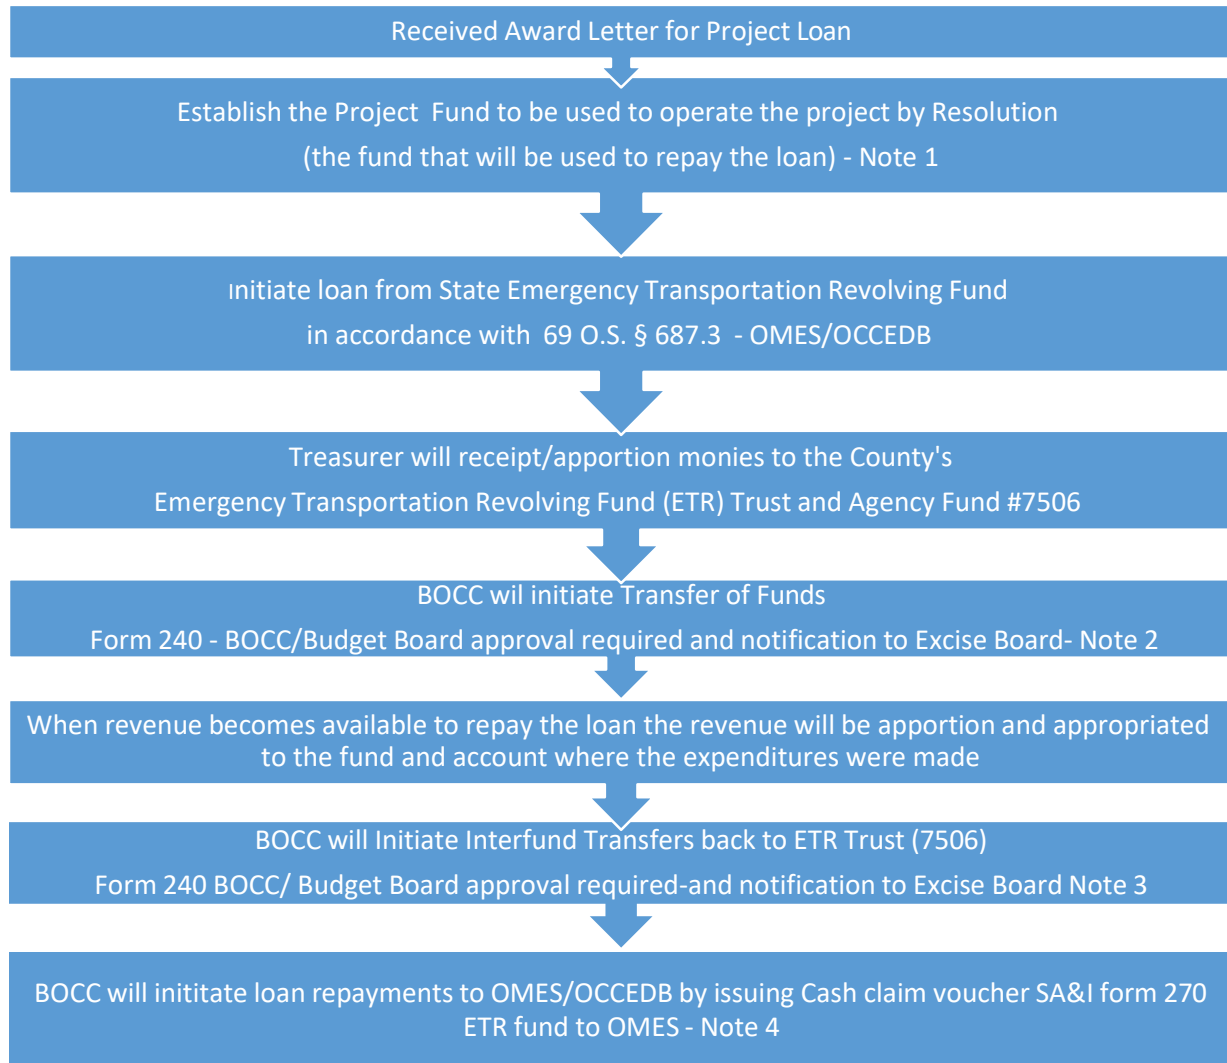 Received Award Letter for Project Loan
Establish the Project Fund to be used to operate the project by Resolution
(the fund that will be used to repay the loan) - Note 1
Initiate loan from State Emergency Transportation Revolving Fund
in accordance with 69 O.S. § 687.3 - OMES/OCCEDB
Treasurer will receipt/apportion monies to the County's
Emergency Transportation Revolving Fund (ETR) Trust and Agency Fund #7506
BOCC wil initiate Transfer of Funds
Form 240 - BOCC/Budget Board approval required and notification to Excise Board- Note 2
When revenue becomes available to repay the loan the revenue will be apportion and appropriated
to the fund and account where the expenditures were made
BOCC will Initiate Interfund Transfers back to ETR Trust (7506)
Form 240 BOCC/ Budget Board approval required-and notification to Excise Board Note 3
BOCC will inititate loan repayments to OMES/OCCEDB by issuing Cash claim voucher SA&I form 270
ETR fund to OMES - Note 4